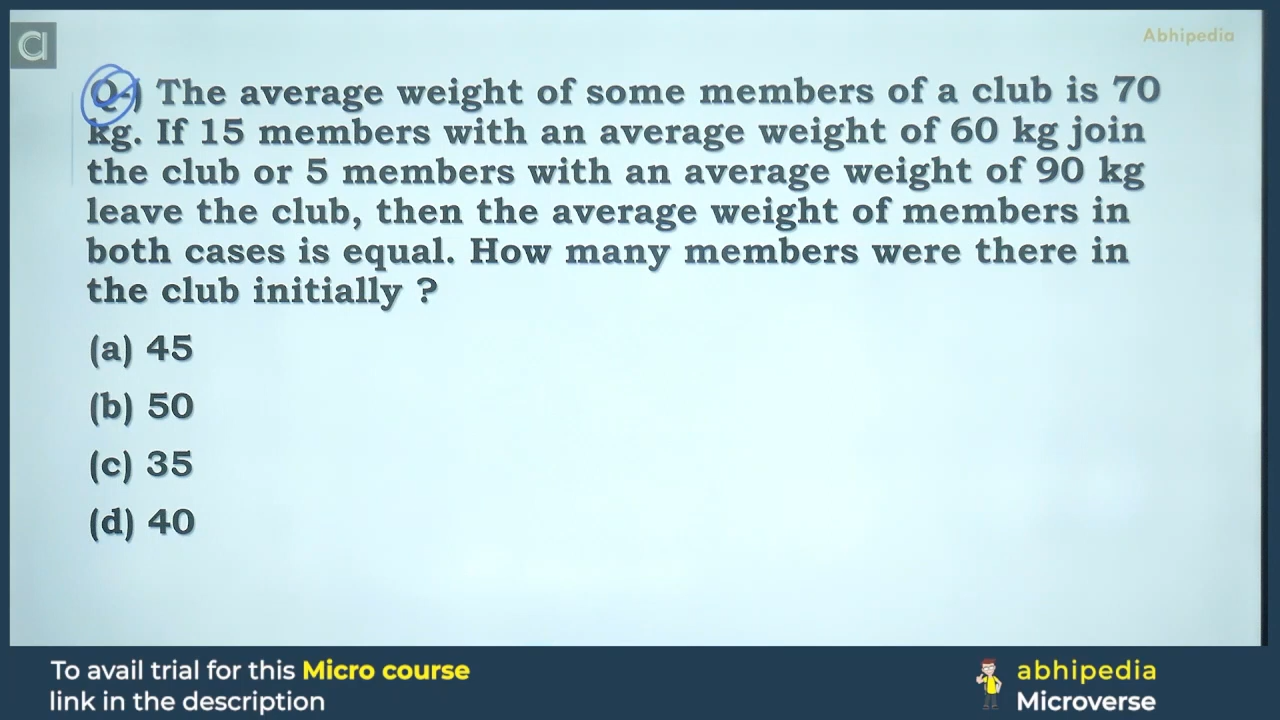 a
Abhipedia
Q-) The average weight of some members of a club is 70
kg. If 15 members with an average weight of 60 kg join
the club or 5 members with an average weight of 90 kg
leave the club, then the average weight of members in
both cases is equal. How many members were there in
the club initially ?
(a) 45
(b) 50
(c) 35
(d) 40
To avail trial for this Micro course
link in the description
abhipedia
Microverse